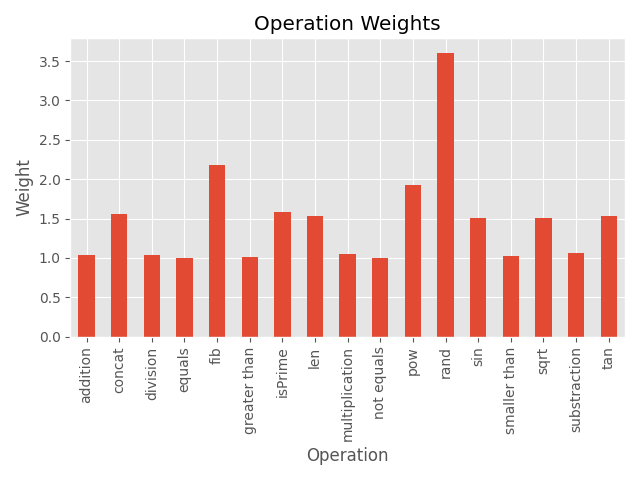 Operation Weights
Weight
3.5
3.0
2.5
2.0
1.5
1.0
0.5
0.0
addition
concat
division
equals
fib
greater than
isPrime
len
multiplication
not equals
pow
rand
sin
smaller than
sqrt
substraction
tan
Operation